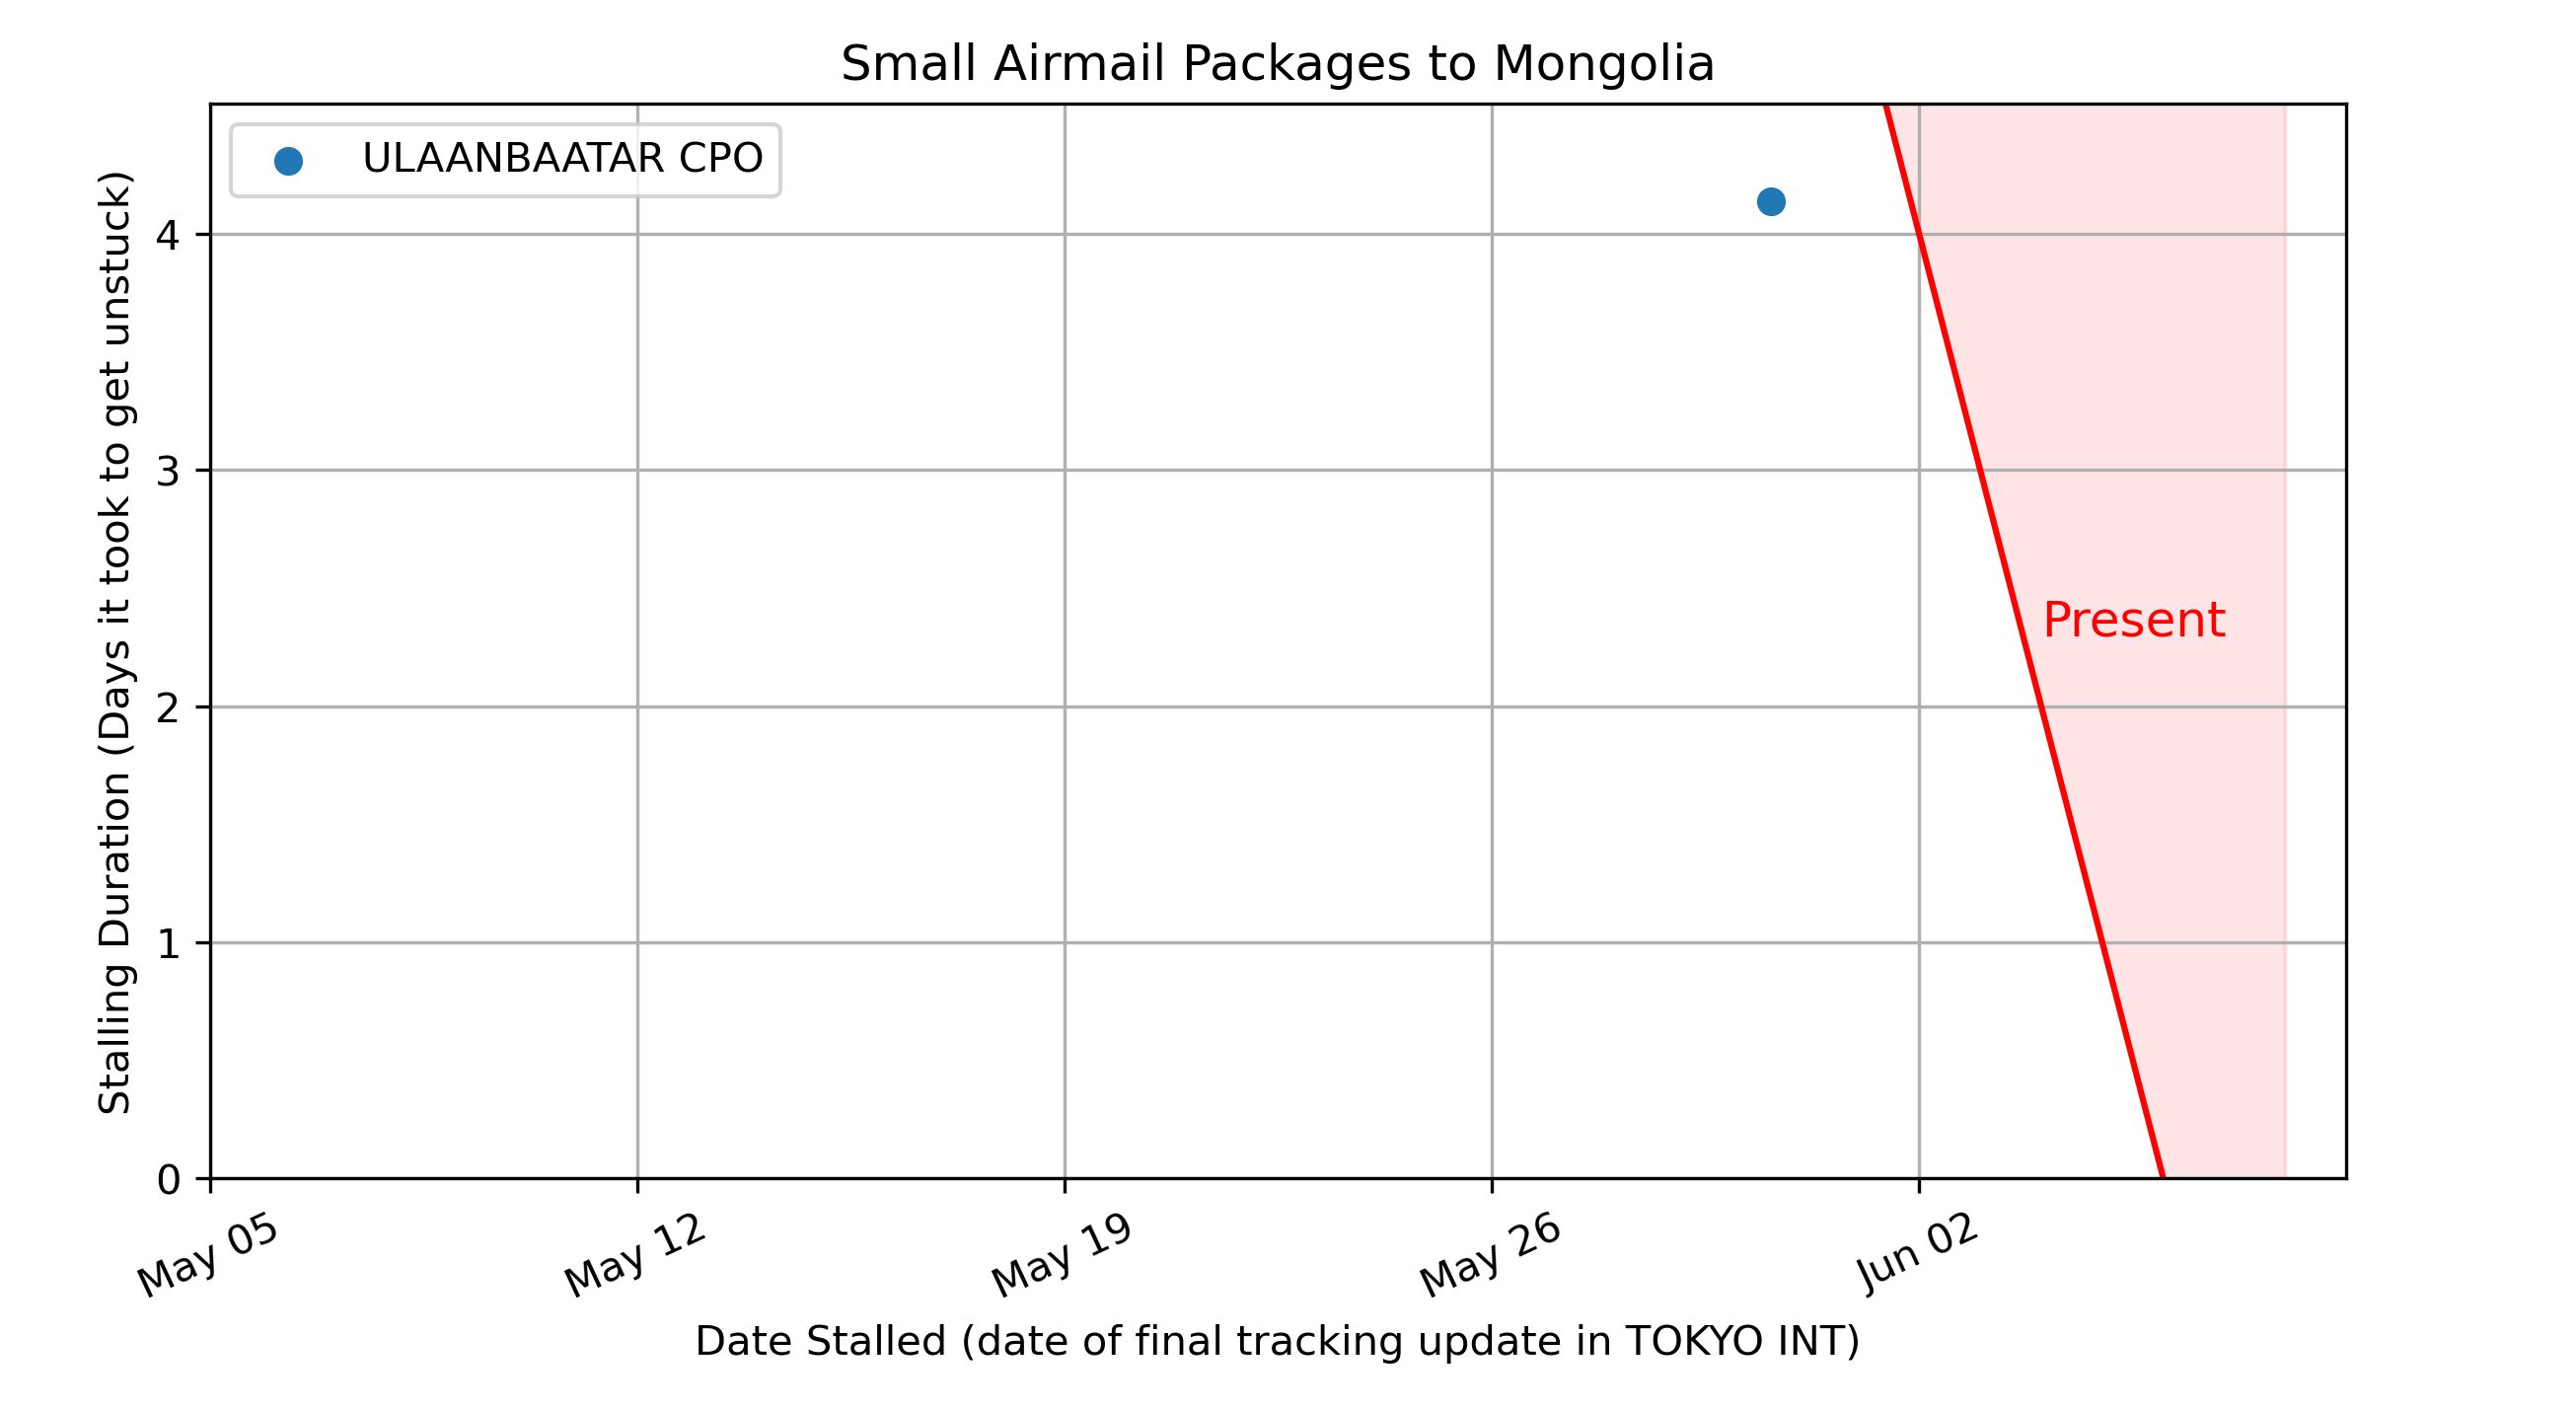 Small Airmail Packages to Mongolia
ULAANBAATAR CPO
Stalling Duration (Days it took to get unstuck)
4
3
2
1
0
Present
May 05
May 12
May 19
May 26
Jun 02
Date Stalled (date of final tracking update in TOKYO INT)